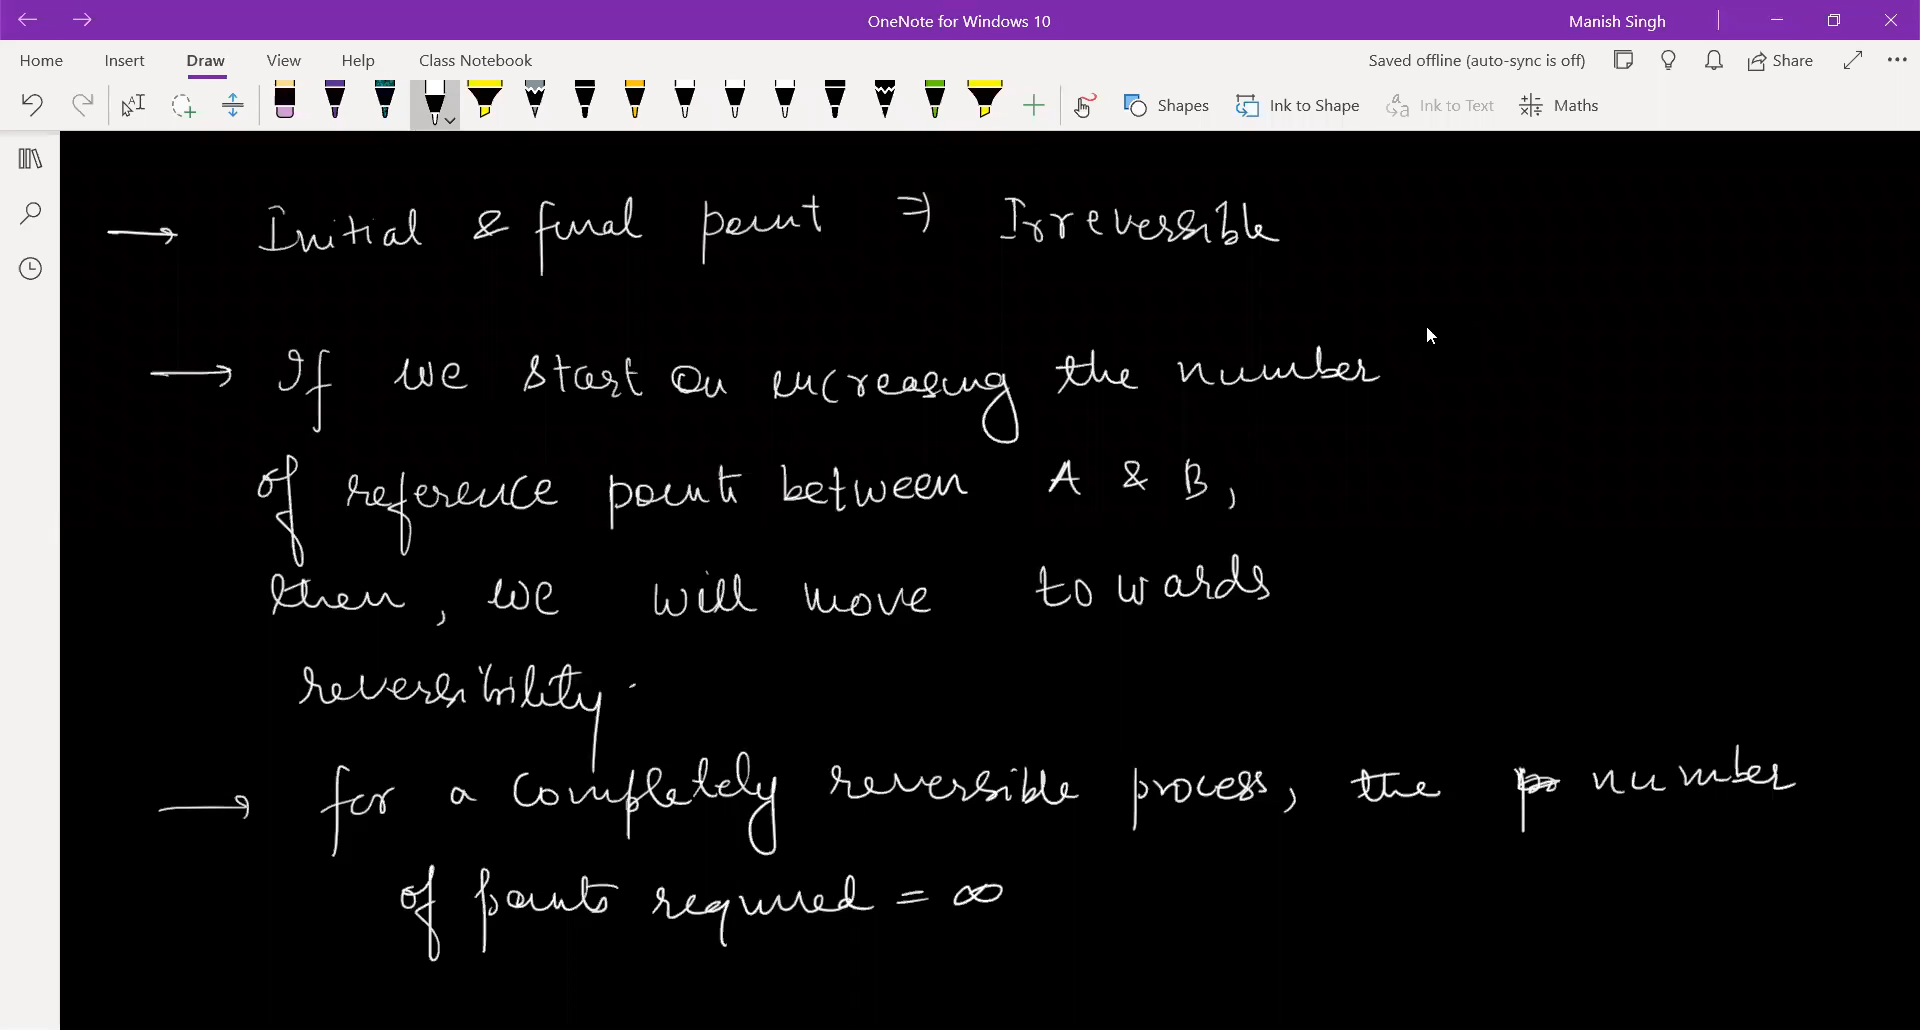 OneNote for Windows 10
Manish Singh
Home Insert Draw View Help Class Notebook
Saved offline (auto-sync is off) Share
Shapes Ink to Shape Ink to Text Maths
→ Initial & final point ⇒ Irreversible
→ If we start on increasing the number
of reference points between A & B,
then, we will move towards
reversibility.
→ for a completely reversible process, the number
of points required = ∞